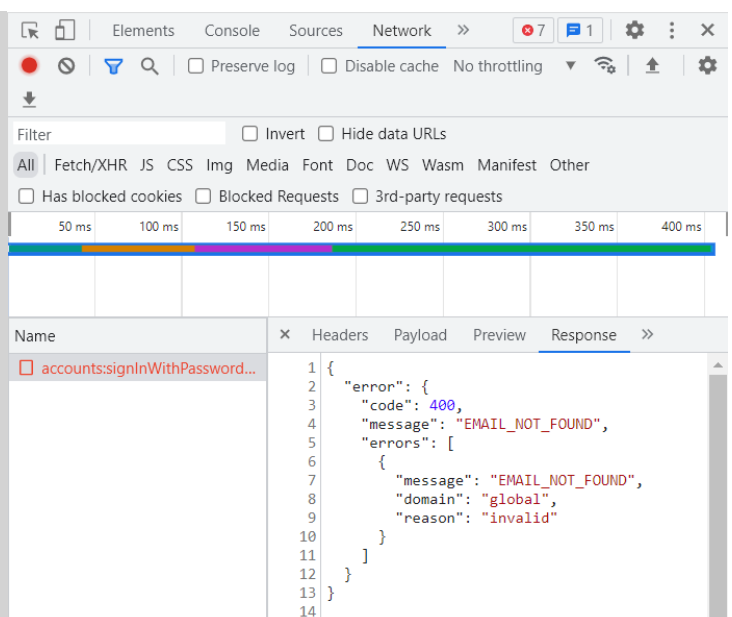 Elements Console Sources Network » 7 1
Preserve log Disable cache No throttling
Filter Invert Hide data URLs
All Fetch/XHR JS CSS Img Media Font Doc WS Wasm Manifest Other
Has blocked cookies Blocked Requests 3rd-party requests
50 ms 100 ms 150 ms 200 ms 250 ms 300 ms 350 ms 400 ms
Name × Headers Payload Preview Response »
accounts:signInWithPassword...
1 {
2 "error": {
3 "code": 400,
4 "message": "EMAIL_NOT_FOUND",
5 "errors": [
6 {
7 "message": "EMAIL_NOT_FOUND",
8 "domain": "global",
9 "reason": "invalid"
10 }
11 ]
12 }
13 }
14